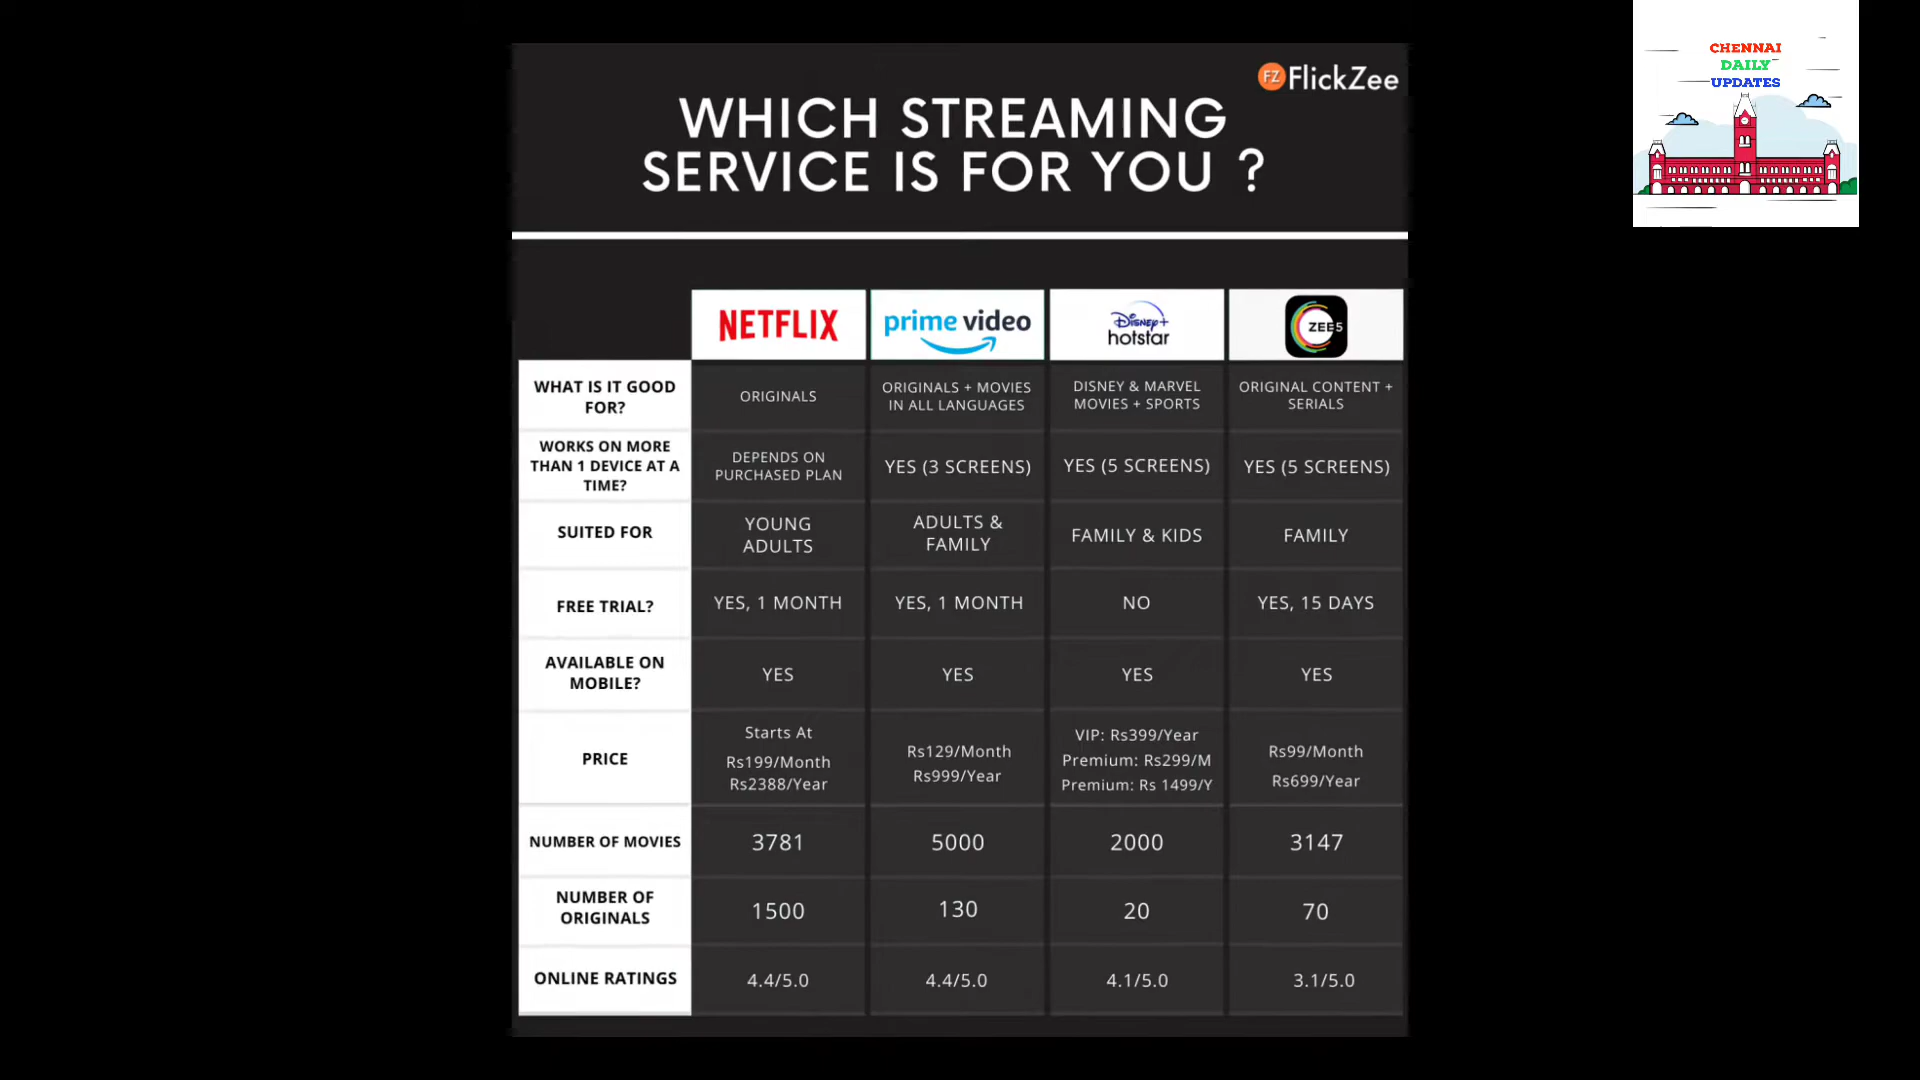 CHENNAI
DAILY
UPDATES
FZ FlickZee
WHICH STREAMING
SERVICE IS FOR YOU ?
NETFLIX
prime video
Disney+
hotstar
ZEE5
WHAT IS IT GOOD
FOR?
ORIGINALS
ORIGINALS + MOVIES
IN ALL LANGUAGES
DISNEY & MARVEL
MOVIES + SPORTS
ORIGINAL CONTENT +
SERIALS
WORKS ON MORE
THAN 1 DEVICE AT A
TIME?
DEPENDS ON
PURCHASED PLAN
YES (3 SCREENS)
YES (5 SCREENS)
YES (5 SCREENS)
SUITED FOR
YOUNG
ADULTS
ADULTS &
FAMILY
FAMILY & KIDS
FAMILY
FREE TRIAL?
YES, 1 MONTH
YES, 1 MONTH
NO
YES, 15 DAYS
AVAILABLE ON
MOBILE?
YES
YES
YES
YES
PRICE
Starts At
Rs199/Month
Rs2388/Year
Rs129/Month
Rs999/Year
VIP: Rs399/Year
Premium: Rs299/M
Premium: Rs 1499/Y
Rs99/Month
Rs699/Year
NUMBER OF MOVIES
3781
5000
2000
3147
NUMBER OF
ORIGINALS
1500
130
20
70
ONLINE RATINGS
4.4/5.0
4.4/5.0
4.1/5.0
3.1/5.0